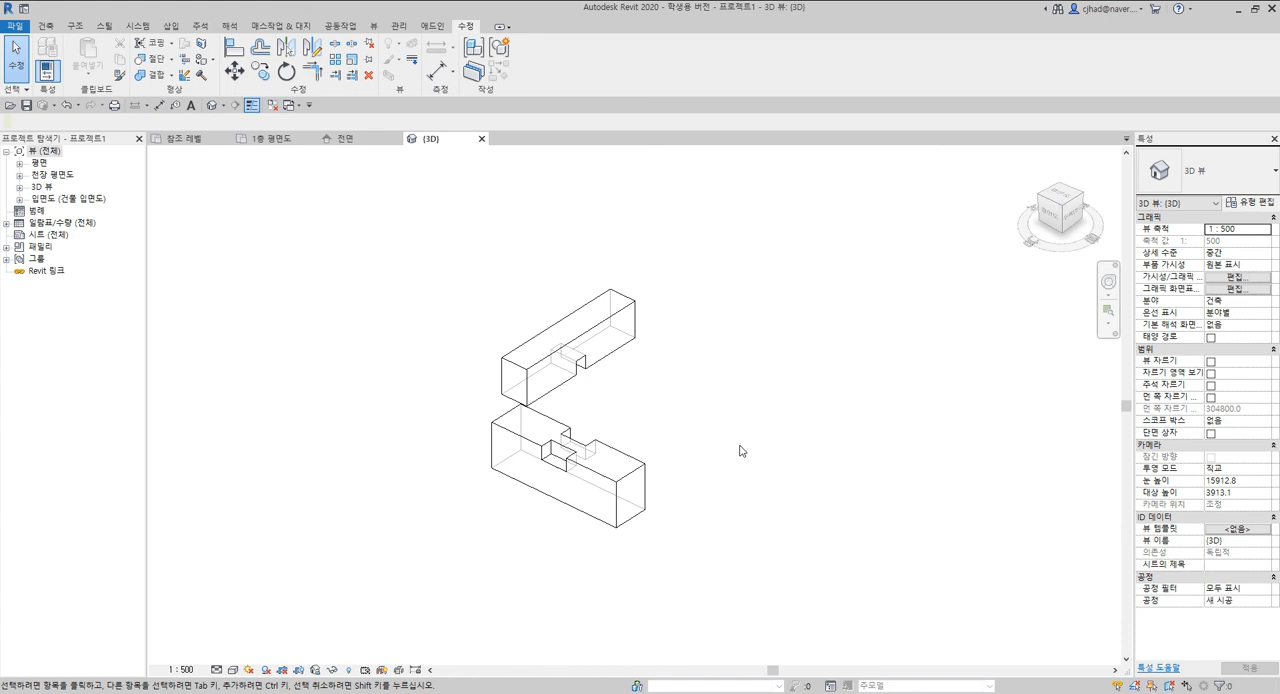 Autodesk Revit 2020 - 학생용 버전 - 프로젝트1 - 3D 뷰: {3D}
cjhad@naver....
파일 건축 구조 스틸 시스템 삽입 주석 해석 매스작업 & 대지 공동작업 뷰 관리 애드인 수정
수정 붙여넣기 코핑 절단 결합
선택 특성 클립보드 형상 수정 뷰 측정 작성
프로젝트 탐색기 - 프로젝트1
참조 레벨 1층 평면도 전면 {3D}
특성
뷰 (전체)
평면
천장 평면도
3D 뷰
입면도 (건물 입면도)
범례
일람표/수량 (전체)
시트 (전체)
패밀리
그룹
Revit 링크
3D 뷰
3D 뷰: {3D} 유형 편집
그래픽
뷰 축척 1 : 500
축척 값 1: 500
상세 수준 중간
부품 가시성 원본 표시
가시성/그래픽 ... 편집...
그래픽 화면표... 편집...
분야 건축
은선 표시 분야별
기본 해석 화면... 없음
태양 경로
범위
뷰 자르기
자르기 영역 보기
주석 자르기
먼 쪽 자르기 ...
먼 쪽 자르기 ... 304800.0
스코프 박스 없음
단면 상자
카메라
잠긴 방향
투영 모드 직교
눈 높이 15912.8
대상 높이 3913.1
카메라 위치 조정
ID 데이터
뷰 템플릿 <없음>
뷰 이름 {3D}
의존성 독립적
시트의 제목
공정
공정 필터 모두 표시
공정 새 시공
특성 도움말 적용
1 : 500
선택하려면 항목을 클릭하고, 다른 항목을 선택하려면 Tab 키, 추가하려면 Ctrl 키, 선택 취소하려면 Shift 키를 누르십시오.
:0 주모델 :0